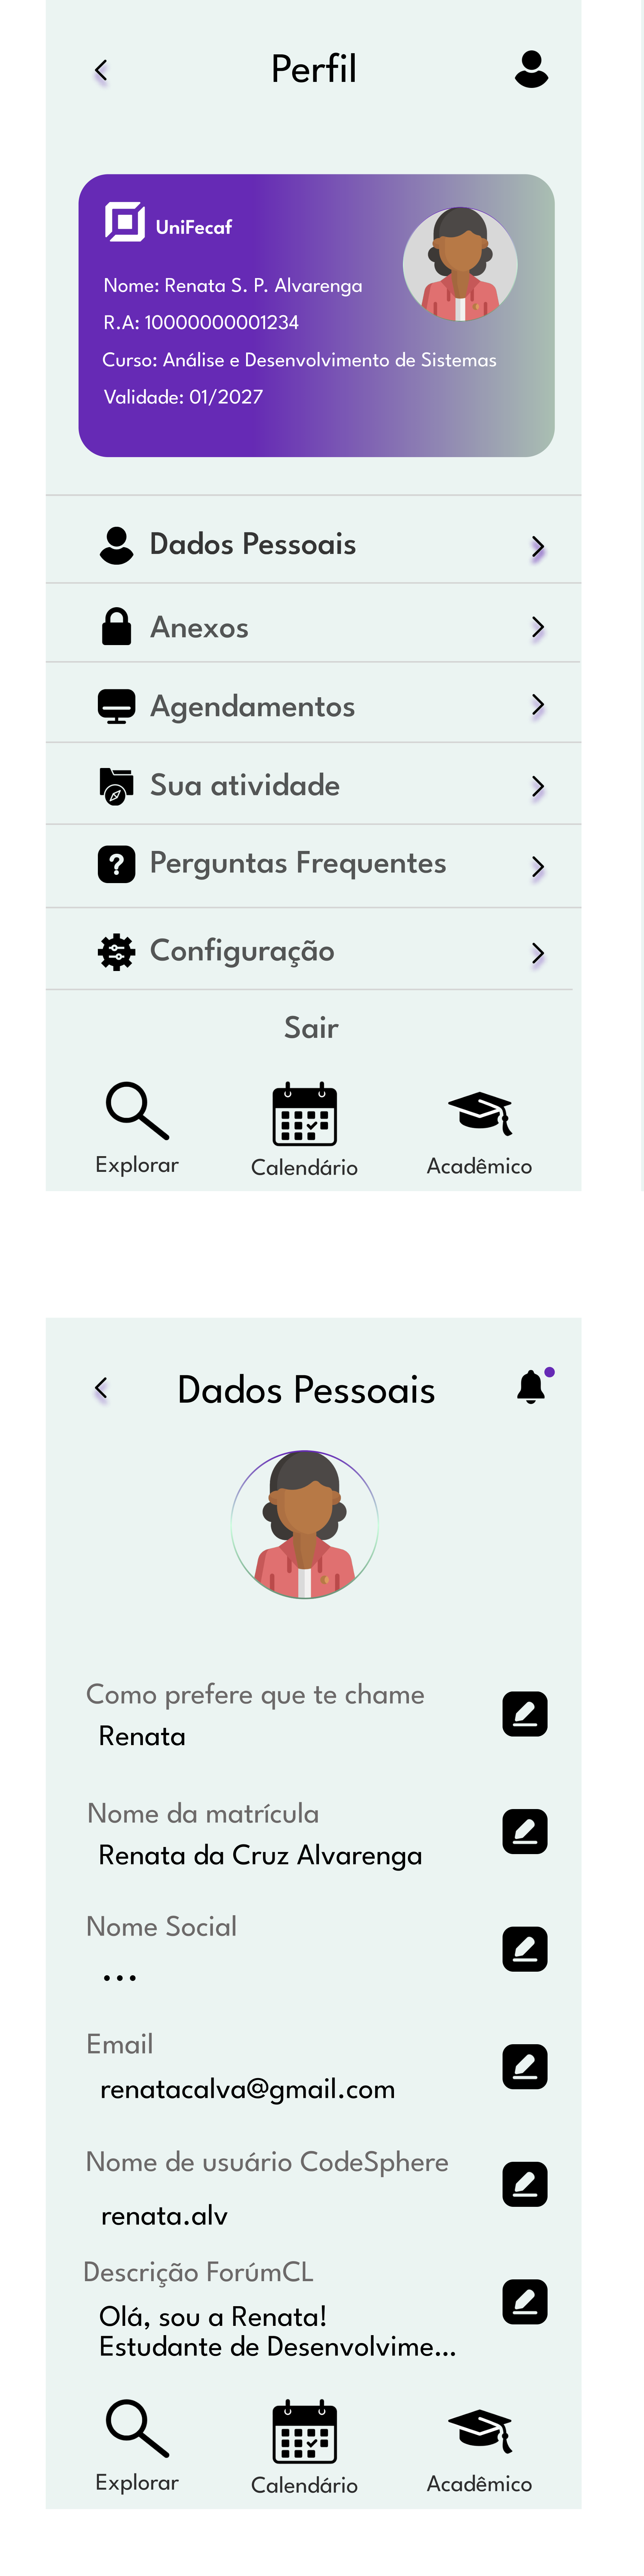 Perfil
UniFecaf
Nome: Renata S. P. Alvarenga
R.A: 10000000001234
Curso: Análise e Desenvolvimento de Sistemas
Validade: 01/2027
Dados Pessoais
Anexos
Agendamentos
Sua atividade
Perguntas Frequentes
Configuração
Sair
Explorar
Calendário
Acadêmico
Dados Pessoais
Como prefere que te chame
Renata
Nome da matrícula
Renata da Cruz Alvarenga
Nome Social
...
Email
renatacalva@gmail.com
Nome de usuário CodeSphere
renata.alv
Descrição ForúmCL
Olá, sou a Renata!
Estudante de Desenvolvime...
Explorar
Calendário
Acadêmico